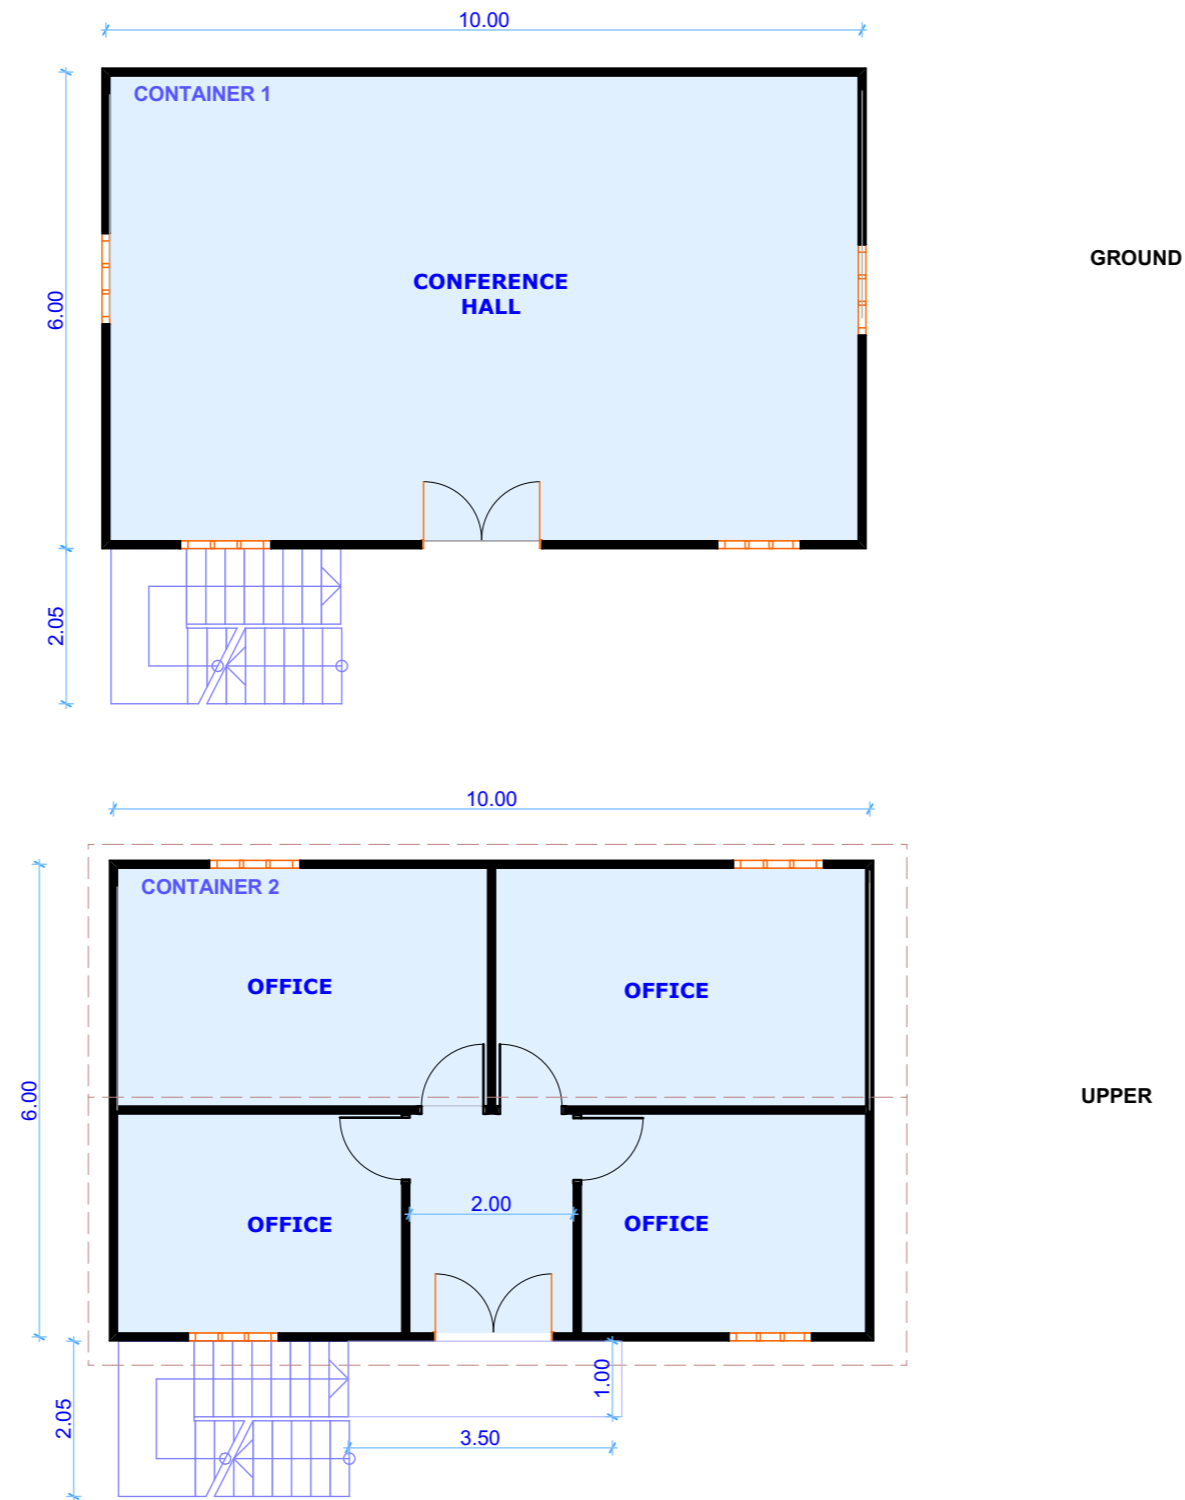 10.00
CONTAINER 1
GROUND
CONFERENCE
HALL
6.00
2.05
10.00
CONTAINER 2
OFFICE
OFFICE
UPPER
6.00
2.00
OFFICE
OFFICE
1.00
2.05
3.50